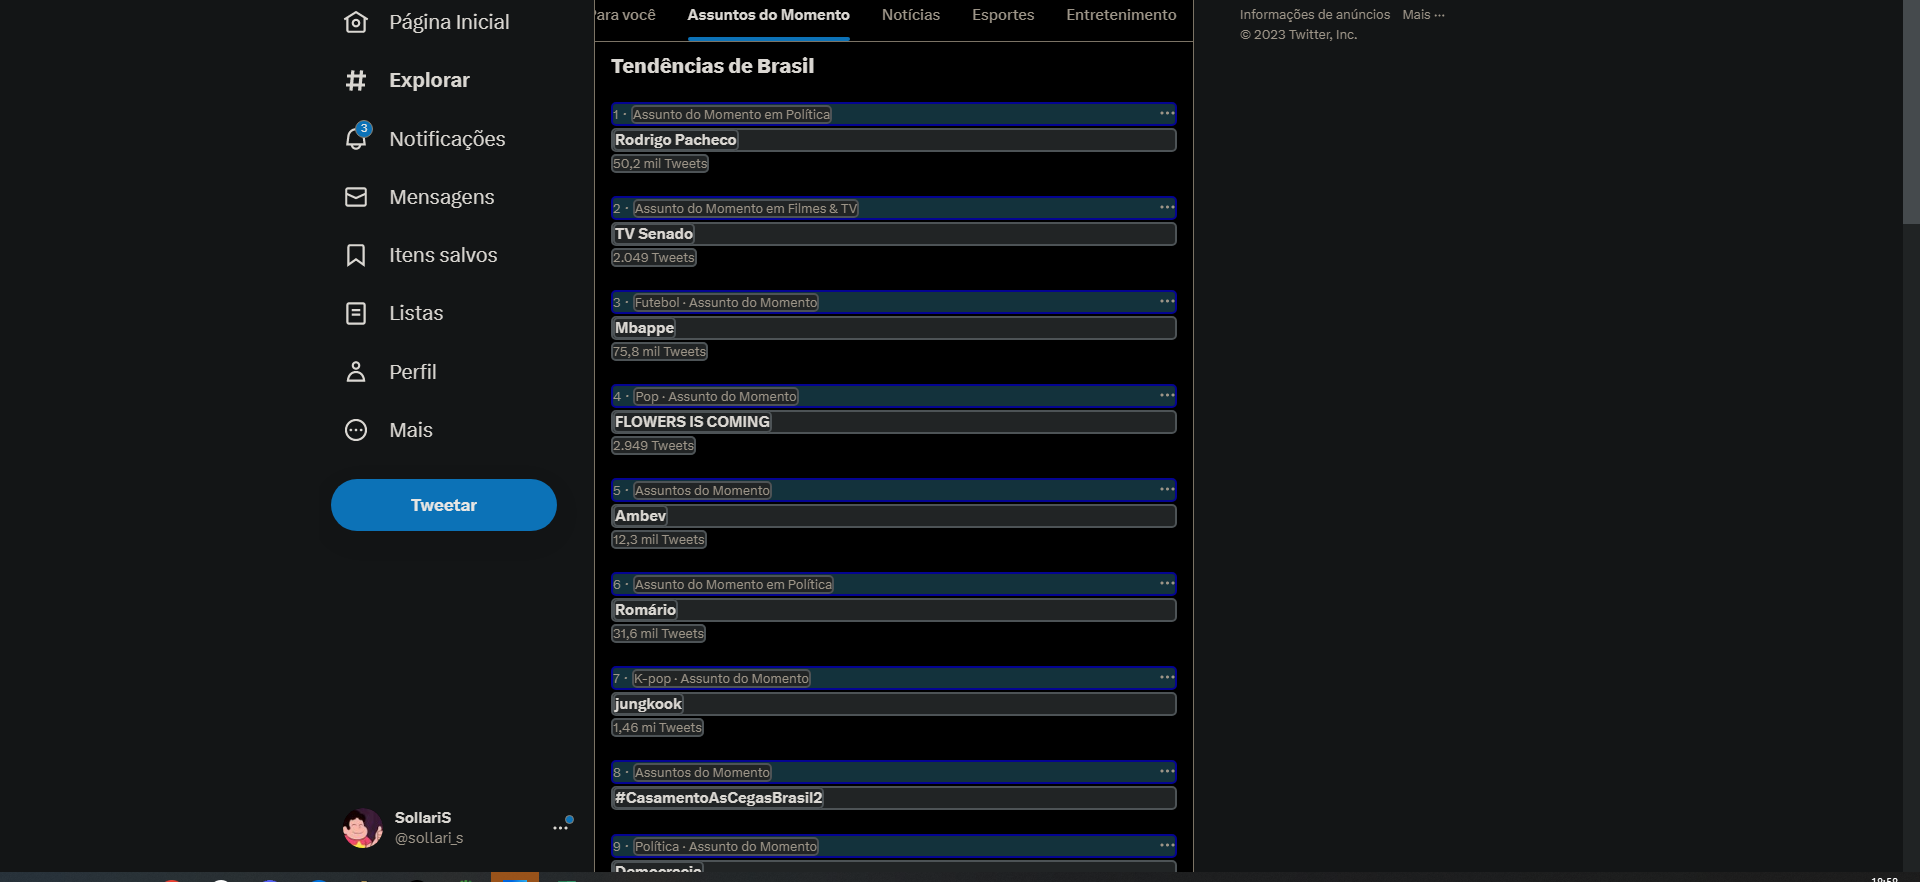 Página Inicial
Explorar
3
Notificações
Mensagens
Itens salvos
Listas
Perfil
Mais
Tweetar
SollariS
@sollari_s
Para você Assuntos do Momento Notícias Esportes Entretenimento
Tendências de Brasil
1 · Assunto do Momento em Política
Rodrigo Pacheco
50,2 mil Tweets
2 · Assunto do Momento em Filmes & TV
TV Senado
2.049 Tweets
3 · Futebol · Assunto do Momento
Mbappe
75,8 mil Tweets
4 · Pop · Assunto do Momento
FLOWERS IS COMING
2.949 Tweets
5 · Assuntos do Momento
Ambev
12,3 mil Tweets
6 · Assunto do Momento em Política
Romário
31,6 mil Tweets
7 · K-pop · Assunto do Momento
jungkook
1,46 mi Tweets
8 · Assuntos do Momento
#CasamentoAsCegasBrasil2
9 · Política · Assunto do Momento
Democracia
Informações de anúncios Mais ···
© 2023 Twitter, Inc.